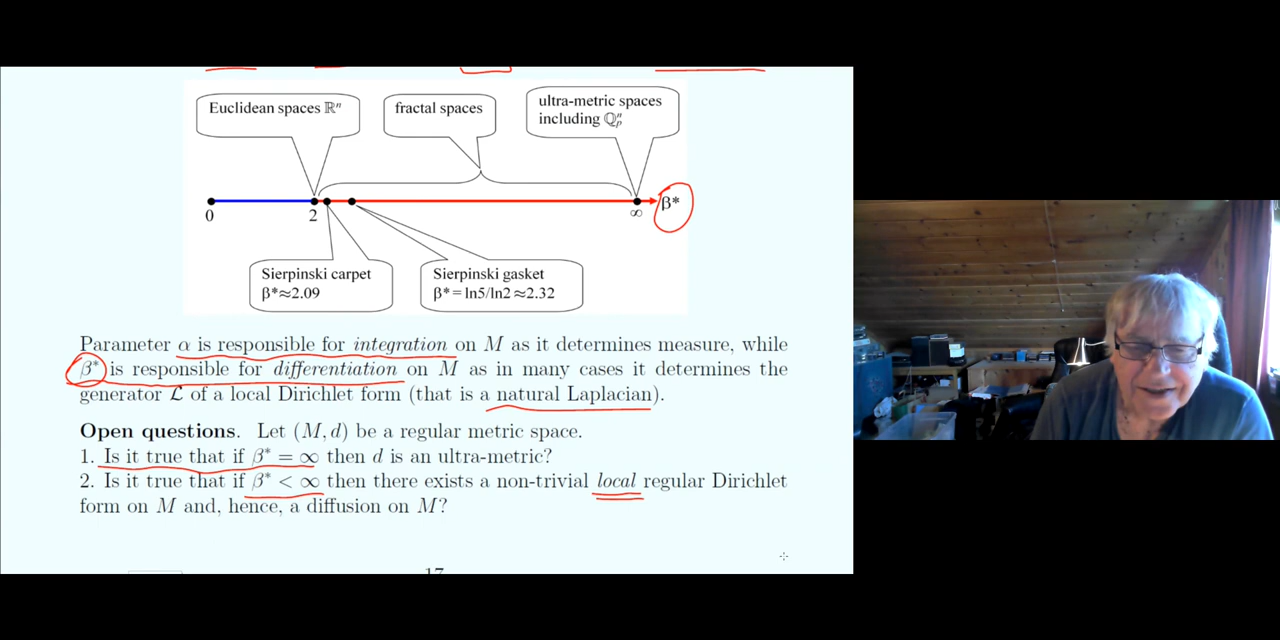 Euclidean spaces ℝⁿ
fractal spaces
ultra-metric spaces
including ℚₚⁿ
0
2
∞
β*
Sierpinski carpet
β*≈2.09
Sierpinski gasket
β*=ln5/ln2≈2.32
Parameter α is responsible for integration on M as it determines measure, while
β* is responsible for differentiation on M as in many cases it determines the
generator ℒ of a local Dirichlet form (that is a natural Laplacian).
Open questions. Let (M, d) be a regular metric space.
1. Is it true that if β* = ∞ then d is an ultra-metric?
2. Is it true that if β* < ∞ then there exists a non-trivial local regular Dirichlet
form on M and, hence, a diffusion on M?
17